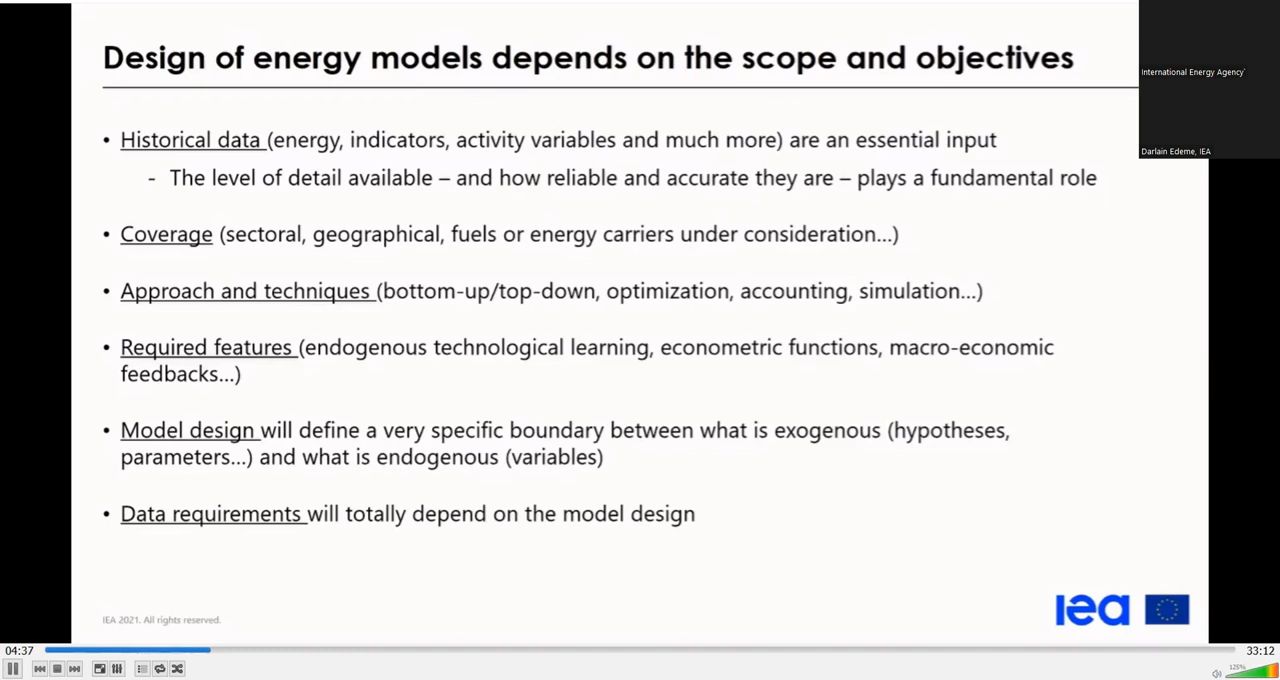 Design of energy models depends on the scope and objectives
International Energy Agency
Darlain Edeme, IEA
• Historical data (energy, indicators, activity variables and much more) are an essential input
- The level of detail available – and how reliable and accurate they are – plays a fundamental role
• Coverage (sectoral, geographical, fuels or energy carriers under consideration...)
• Approach and techniques (bottom-up/top-down, optimization, accounting, simulation...)
• Required features (endogenous technological learning, econometric functions, macro-economic
feedbacks...)
• Model design will define a very specific boundary between what is exogenous (hypotheses,
parameters...) and what is endogenous (variables)
• Data requirements will totally depend on the model design
IEA 2021. All rights reserved.
iea
04:37
33:12
125%